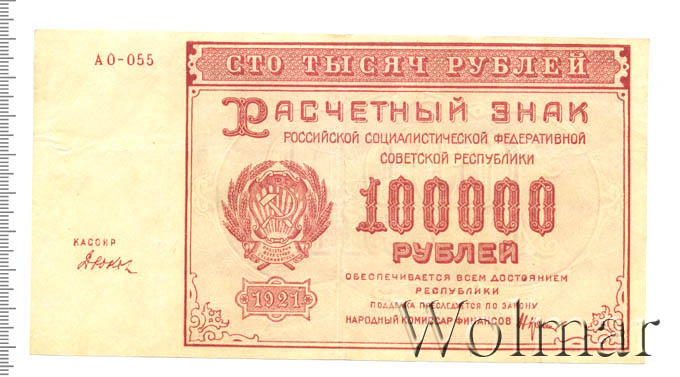 АО-055
СТО ТЫСЯЧ РУБЛЕЙ
РАСЧЕТНЫЙ ЗНАК
РОССИЙСКОЙ СОЦИАЛИСТИЧЕСКОЙ ФЕДЕРАТИВНОЙ
СОВЕТСКОЙ РЕСПУБЛИКИ
100000
РУБЛЕЙ
ОБЕСПЕЧИВАЕТСЯ ВСЕМ ДОСТОЯНИЕМ
РЕСПУБЛИКИ
ПОДДЕЛКА ПРЕСЛЕДУЕТСЯ ПО ЗАКОНУ
НАРОДНЫЙ КОМИССАР ФИНАНСОВ
КАССИР
1921
Wolmar